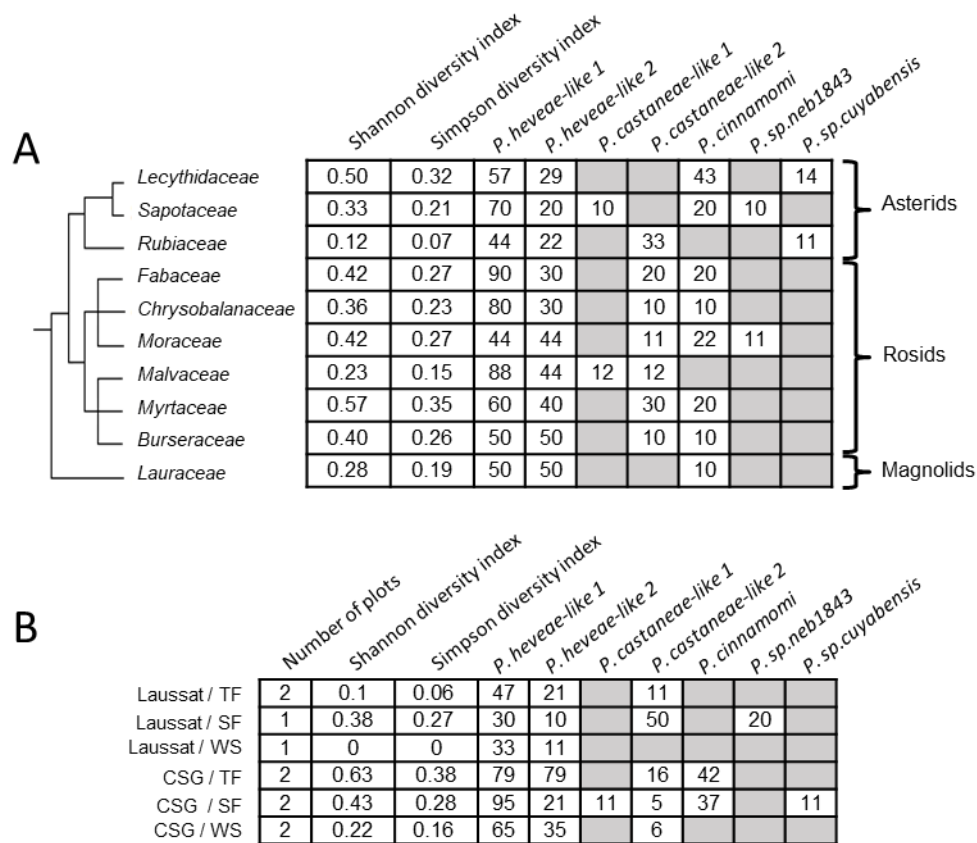 A
Shannon diversity index
Simpson diversity index
P. heveae-like 1
P. heveae-like 2
P. castaneae-like 1
P. castaneae-like 2
P. cinnamomi
P. sp.neb1843
P. sp.cuyabensis
Lecythidaceae 0.50 0.32 57 29 43 14
Sapotaceae 0.33 0.21 70 20 10 20 10
Rubiaceae 0.12 0.07 44 22 33 11
Asterids
Fabaceae 0.42 0.27 90 30 20 20
Chrysobalanaceae 0.36 0.23 80 30 10 10
Moraceae 0.42 0.27 44 44 11 22 11
Malvaceae 0.23 0.15 88 44 12 12
Myrtaceae 0.57 0.35 60 40 30 20
Burseraceae 0.40 0.26 50 50 10 10
Rosids
Lauraceae 0.28 0.19 50 50 10
Magnolids
B
Number of plots
Shannon diversity index
Simpson diversity index
P. heveae-like 1
P. heveae-like 2
P. castaneae-like 1
P. castaneae-like 2
P. cinnamomi
P. sp.neb1843
P. sp.cuyabensis
Laussat / TF 2 0.1 0.06 47 21 11
Laussat / SF 1 0.38 0.27 30 10 50 20
Laussat / WS 1 0 0 33 11
CSG / TF 2 0.63 0.38 79 79 16 42
CSG / SF 2 0.43 0.28 95 21 11 5 37 11
CSG / WS 2 0.22 0.16 65 35 6